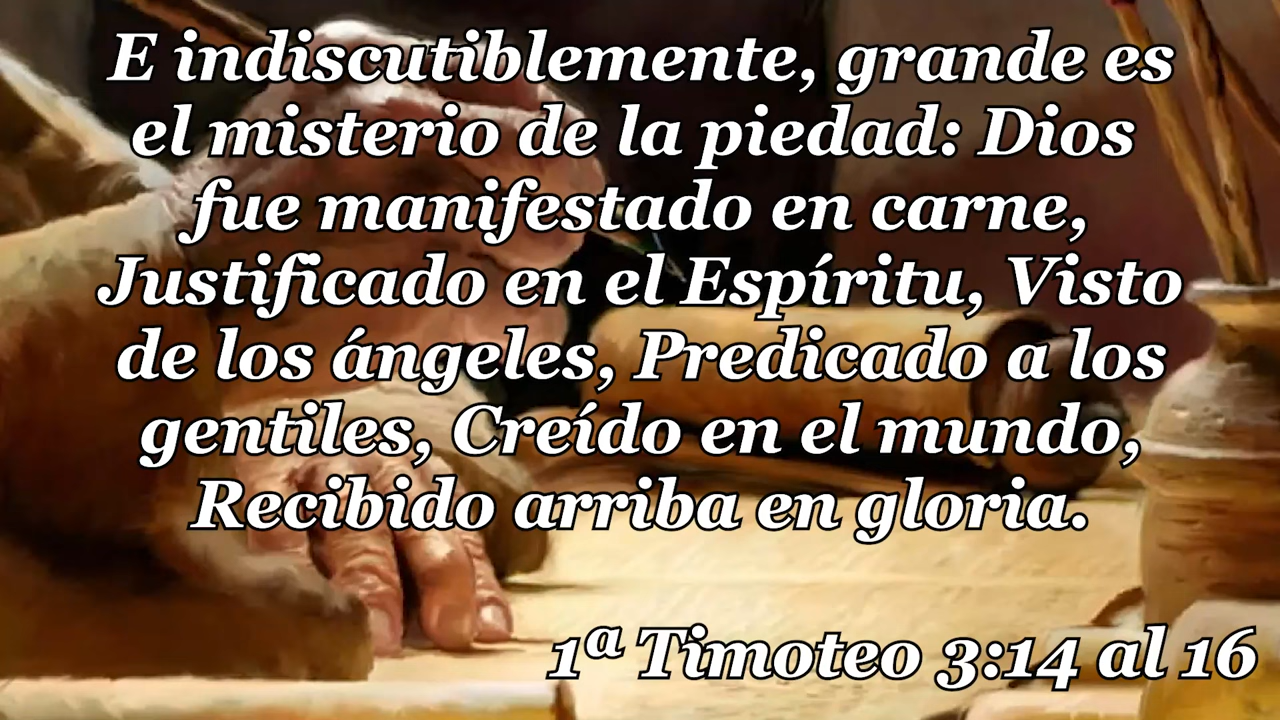 E indiscutiblemente, grande es
el misterio de la piedad: Dios
fue manifestado en carne,
Justificado en el Espíritu, Visto
de los ángeles, Predicado a los
gentiles, Creído en el mundo,
Recibido arriba en gloria.
1ª Timoteo 3:14 al 16